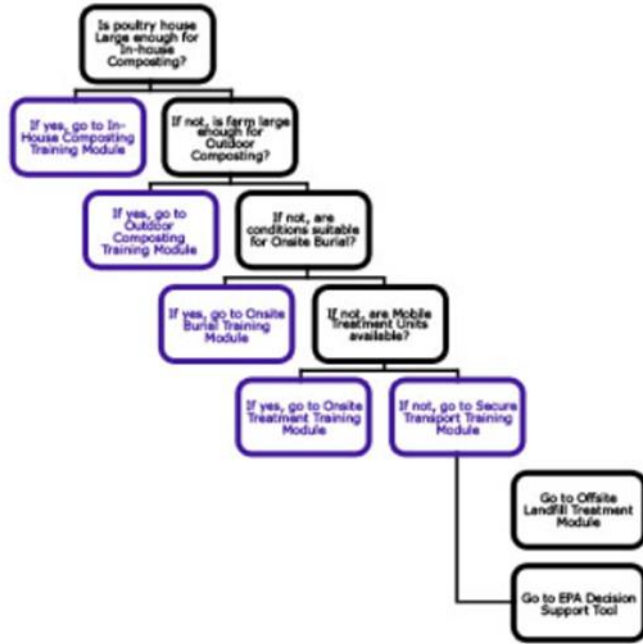 Is poultry house
Large enough for
In-house
Composting?
If yes, go to In-
House Composting
Training Module
If not, is farm large
enough for
Outdoor
Composting?
If yes, go to
Outdoor
Composting
Training Module
If not, are
conditions suitable
for Onsite Burial?
If yes, go to Onsite
Burial Training
Module
If not, are Mobile
Treatment Units
available?
If yes, go to Onsite
Treatment Training
Module
If not, go to Secure
Transport Training
Module
Go to Offsite
Landfill Treatment
Module
Go to EPA Decision
Support Tool